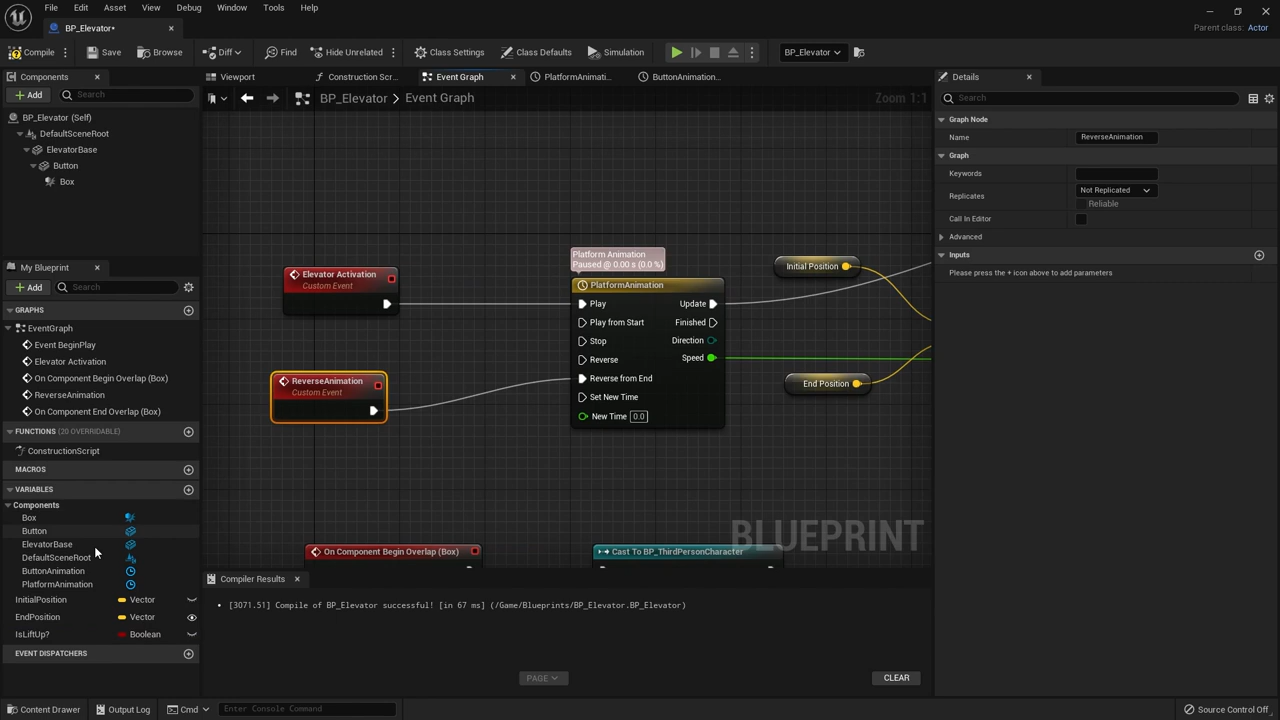 File Edit Asset View Debug Window Tools Help
BP_Elevator*
Parent class: Actor
Compile Save Browse Diff Find Hide Unrelated Class Settings Class Defaults Simulation BP_Elevator
Components
Viewport Construction Scr... Event Graph PlatformAnimati... ButtonAnimation...
Details
Add Search
BP_Elevator > Event Graph
Zoom 1:1
Search
BP_Elevator (Self)
DefaultSceneRoot
ElevatorBase
Button
Box
Graph Node
Name ReverseAnimation
Graph
Keywords
Replicates Not Replicated
Reliable
Call In Editor
Advanced
Inputs
Please press the + icon above to add parameters
My Blueprint
Add Search
GRAPHS
EventGraph
Event BeginPlay
Elevator Activation
On Component Begin Overlap (Box)
ReverseAnimation
On Component End Overlap (Box)
FUNCTIONS (20 OVERRIDABLE)
ConstructionScript
MACROS
VARIABLES
Components
Box
Button
ElevatorBase
DefaultSceneRoot
ButtonAnimation
PlatformAnimation
InitialPosition Vector
EndPosition Vector
IsLiftUp? Boolean
EVENT DISPATCHERS
Elevator Activation
Custom Event
ReverseAnimation
Custom Event
Platform Animation
Paused @ 0.00 s (0.0 %)
PlatformAnimation
Play Update
Play from Start Finished
Stop Direction
Reverse Speed
Reverse from End
Set New Time
New Time 0.0
Initial Position
End Position
On Component Begin Overlap (Box)
Cast To BP_ThirdPersonCharacter
BLUEPRINT
Compiler Results
[3071.51] Compile of BP_Elevator successful! [in 67 ms] (/Game/Blueprints/BP_Elevator.BP_Elevator)
PAGE
CLEAR
Content Drawer Output Log Cmd Enter Console Command Source Control Off